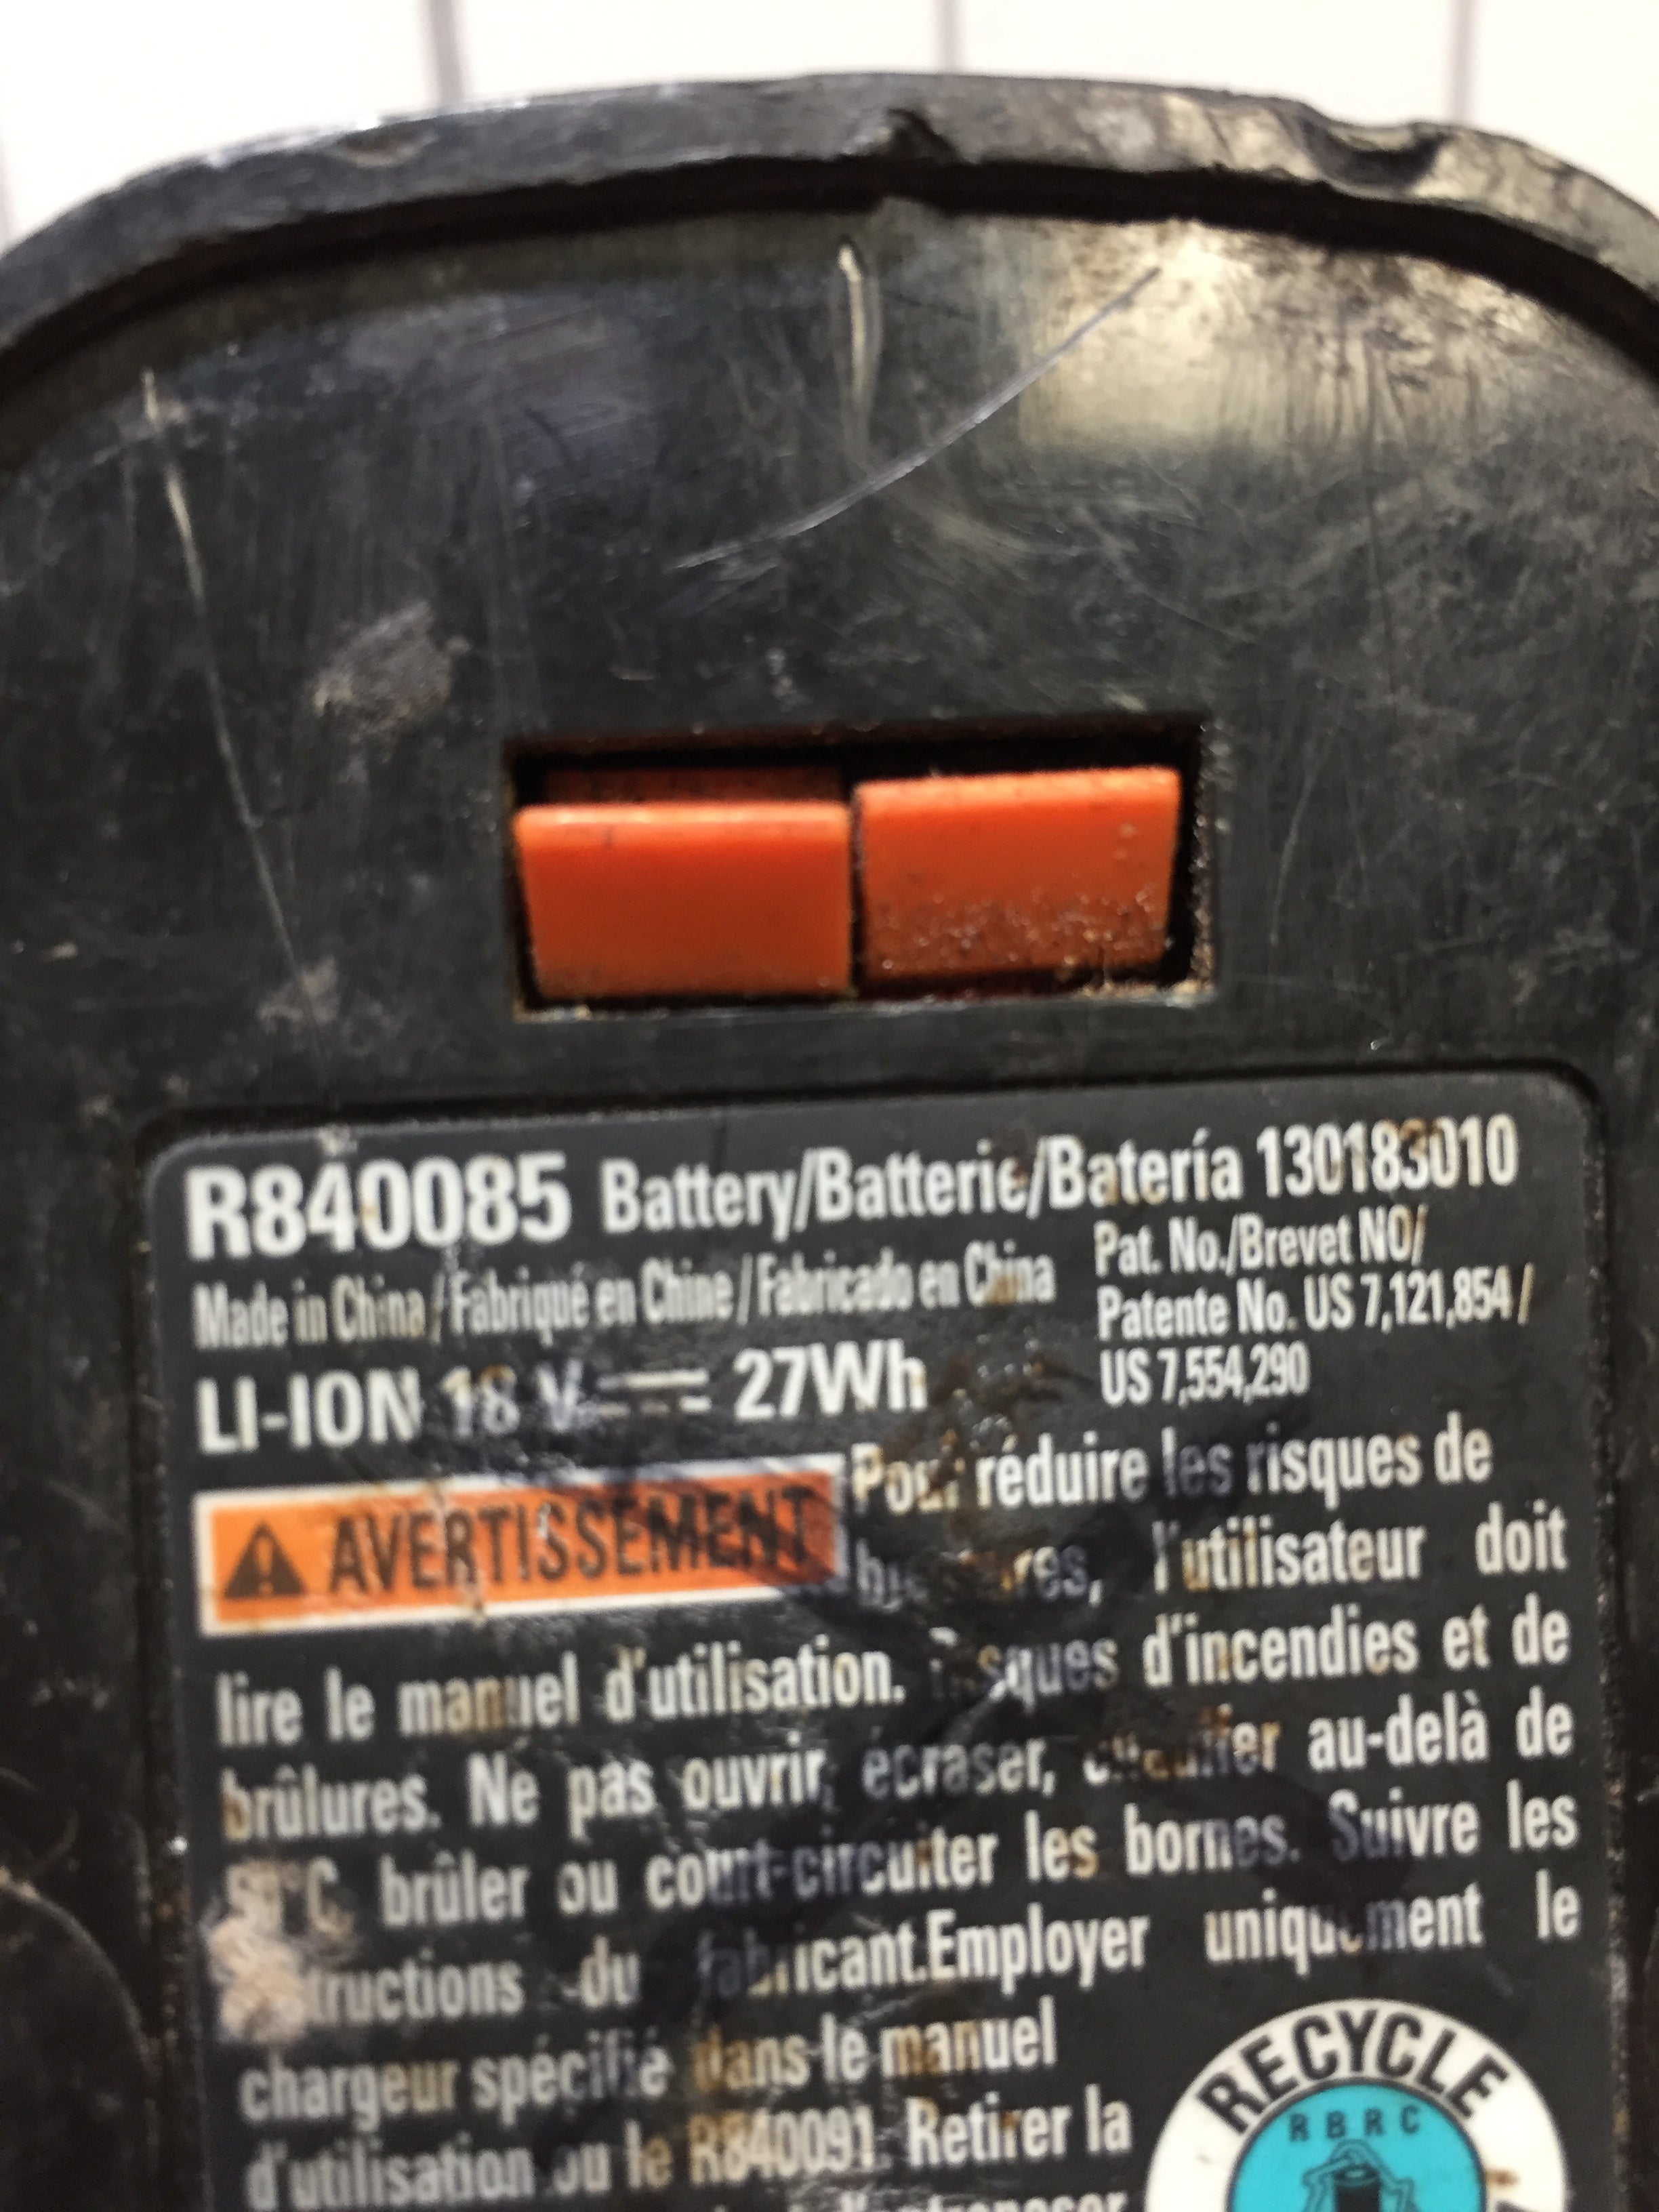 R840085 Battery/Batterie/Batería 130183010
Made in China / Fabriqué en Chine / Fabricado en China
Pat. No./Brevet NO/
Patente No. US 7,121,854 /
US 7,554,290
LI-ION 18 V 27Wh
AVERTISSEMENT
Pour réduire les risques de
l'utilisateur doit
lire le manuel d'utilisation. d'incendies et de
brûlures. Ne pas ouvrir, écraser, au-delà de
brûler ou court-circuiter les bornes. Suivre les
du fabricant.Employer uniquement le
chargeur spécifié dans le manuel
d'utilisation ou le R840091. Retirer la
RECYCLE
RBRC